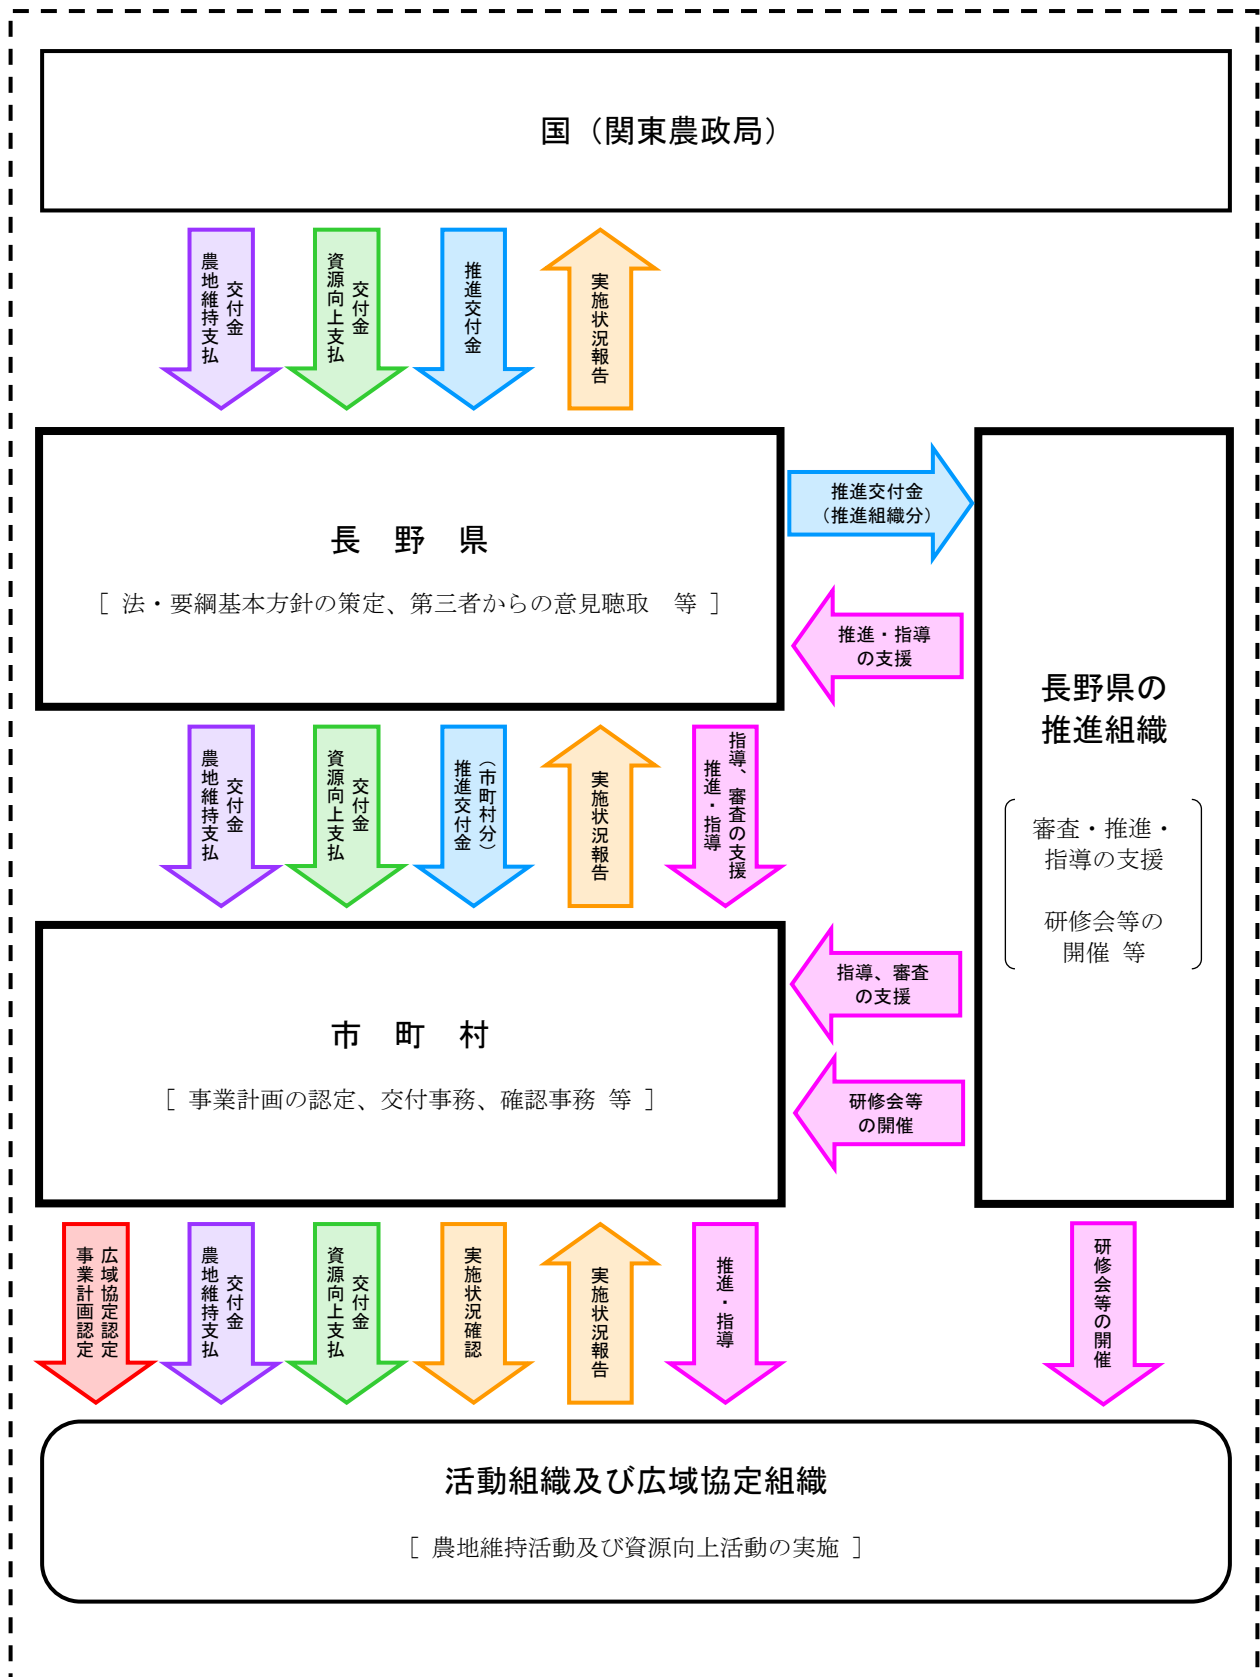 国（関東農政局）
農地維持支払
交付金
資源向上支払
交付金
推進交付金
実施状況報告
長　野　県
［ 法・要綱基本方針の策定、第三者からの意見聴取　等 ］
推進交付金
（推進組織分）
推進・指導
の支援
長野県の
推進組織
審査・推進・
指導の支援
研修会等の
開催 等
農地維持支払
交付金
資源向上支払
交付金
推進交付金
（市町村分）
実施状況報告
推進・指導
指導、審査の支援
市　町　村
［ 事業計画の認定、交付事務、確認事務 等 ］
指導、審査
の支援
研修会等
の開催
事業計画認定
広域協定認定
農地維持支払
交付金
資源向上支払
交付金
実施状況確認
実施状況報告
推進・指導
研修会等の開催
活動組織及び広域協定組織
［ 農地維持活動及び資源向上活動の実施 ］